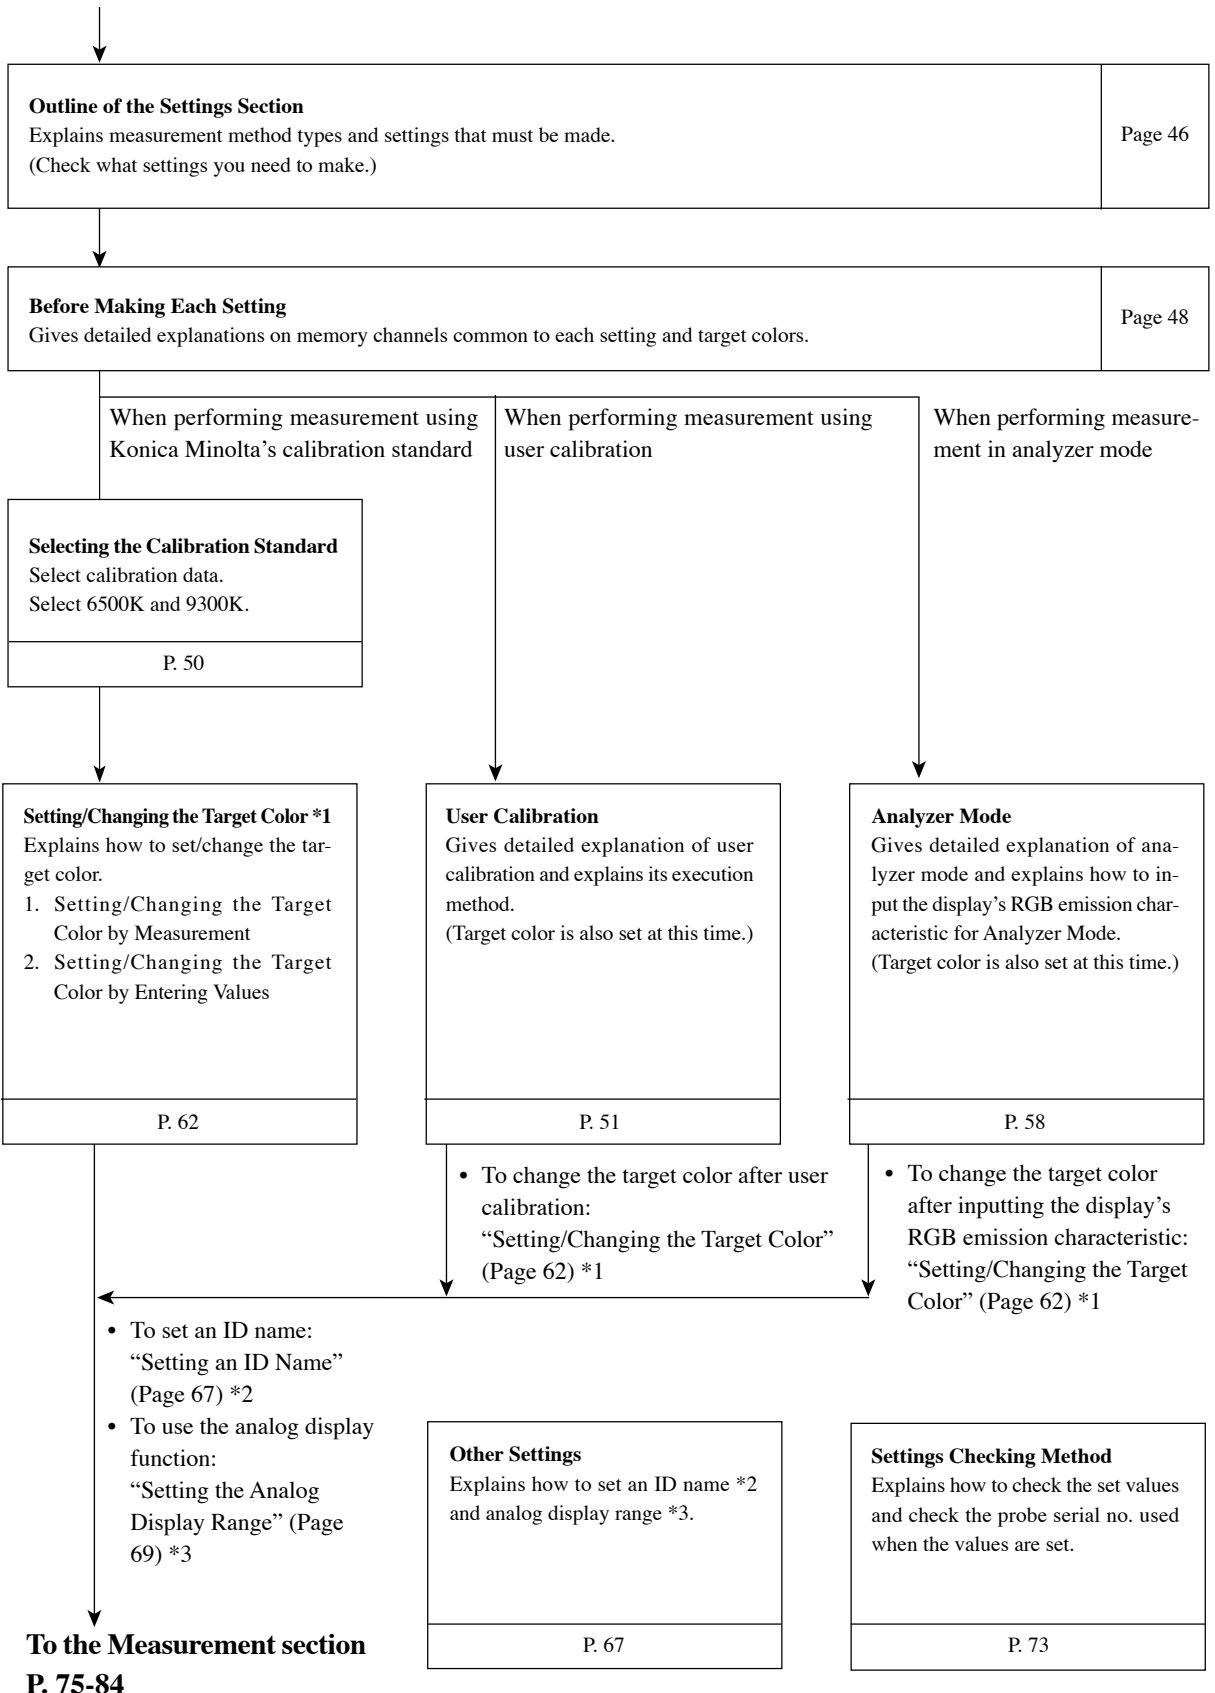 Outline of the Settings Section
Explains measurement method types and settings that must be made.
(Check what settings you need to make.)
Page 46
Before Making Each Setting
Gives detailed explanations on memory channels common to each setting and target colors.
Page 48
When performing measurement using
Konica Minolta's calibration standard
When performing measurement using
user calibration
When performing measure-
ment in analyzer mode
Selecting the Calibration Standard
Select calibration data.
Select 6500K and 9300K.
P. 50
Setting/Changing the Target Color *1
Explains how to set/change the tar-
get color.
1. Setting/Changing the Target
Color by Measurement
2. Setting/Changing the Target
Color by Entering Values
P. 62
User Calibration
Gives detailed explanation of user
calibration and explains its execution
method.
(Target color is also set at this time.)
P. 51
Analyzer Mode
Gives detailed explanation of ana-
lyzer mode and explains how to in-
put the display's RGB emission char-
acteristic for Analyzer Mode.
(Target color is also set at this time.)
P. 58
• To change the target color after user
calibration:
“Setting/Changing the Target Color”
(Page 62) *1
• To change the target color
after inputting the display's
RGB emission characteristic:
“Setting/Changing the Target
Color” (Page 62) *1
• To set an ID name:
“Setting an ID Name”
(Page 67) *2
• To use the analog display
function:
“Setting the Analog
Display Range” (Page
69) *3
Other Settings
Explains how to set an ID name *2
and analog display range *3.
P. 67
Settings Checking Method
Explains how to check the set values
and check the probe serial no. used
when the values are set.
P. 73
To the Measurement section
P. 75-84